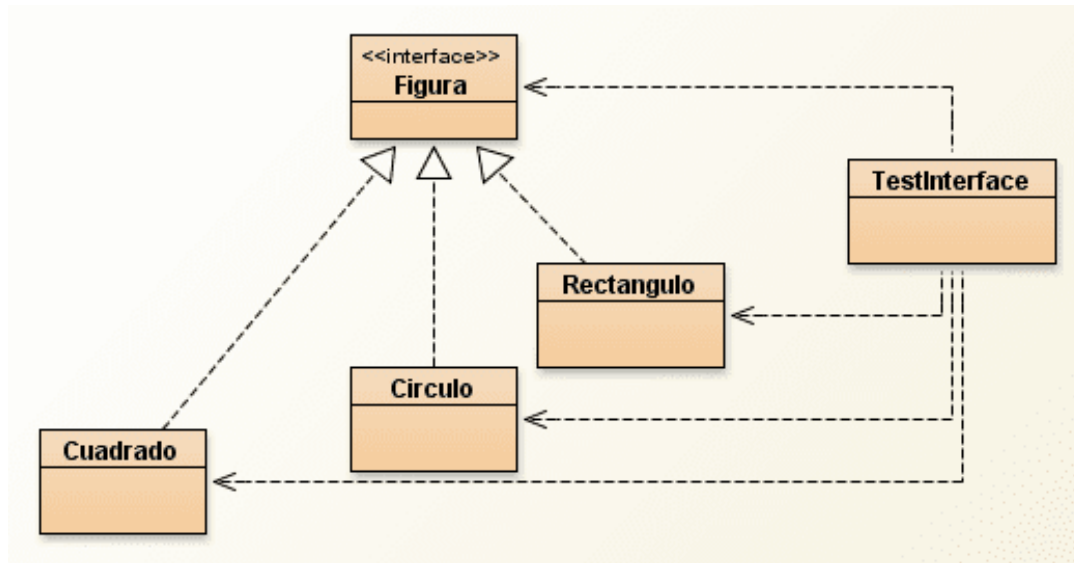 <<interface>>
Figura
TestInterface
Rectangulo
Circulo
Cuadrado